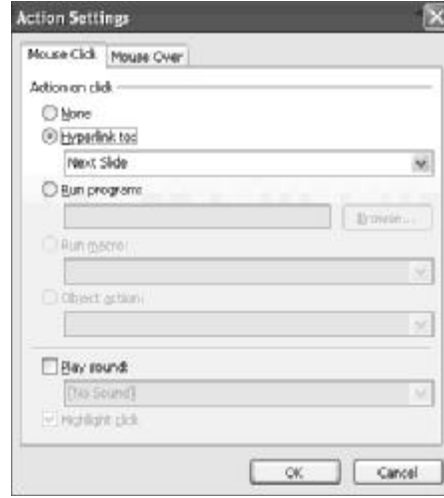 Action Settings
Mouse Click Mouse Over
Action on click
None
Hyperlink to:
Next Slide
Run program:
Browse...
Run macro:
Object action:
Play sound:
[No Sound]
Highlight click
OK Cancel